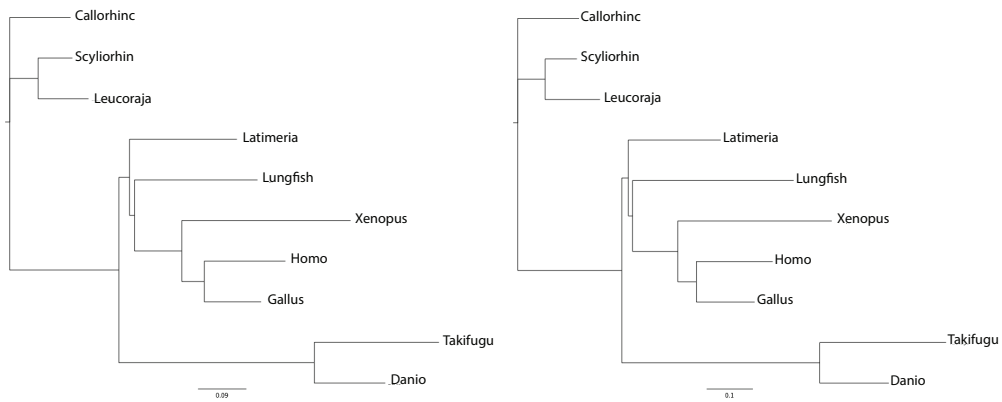 Callorhinc
Scyliorhin
Leucoraja
Latimeria
Lungfish
Xenopus
Homo
Gallus
Takifugu
Danio
0.09
Callorhinc
Scyliorhin
Leucoraja
Latimeria
Lungfish
Xenopus
Homo
Gallus
Takifugu
Danio
0.1